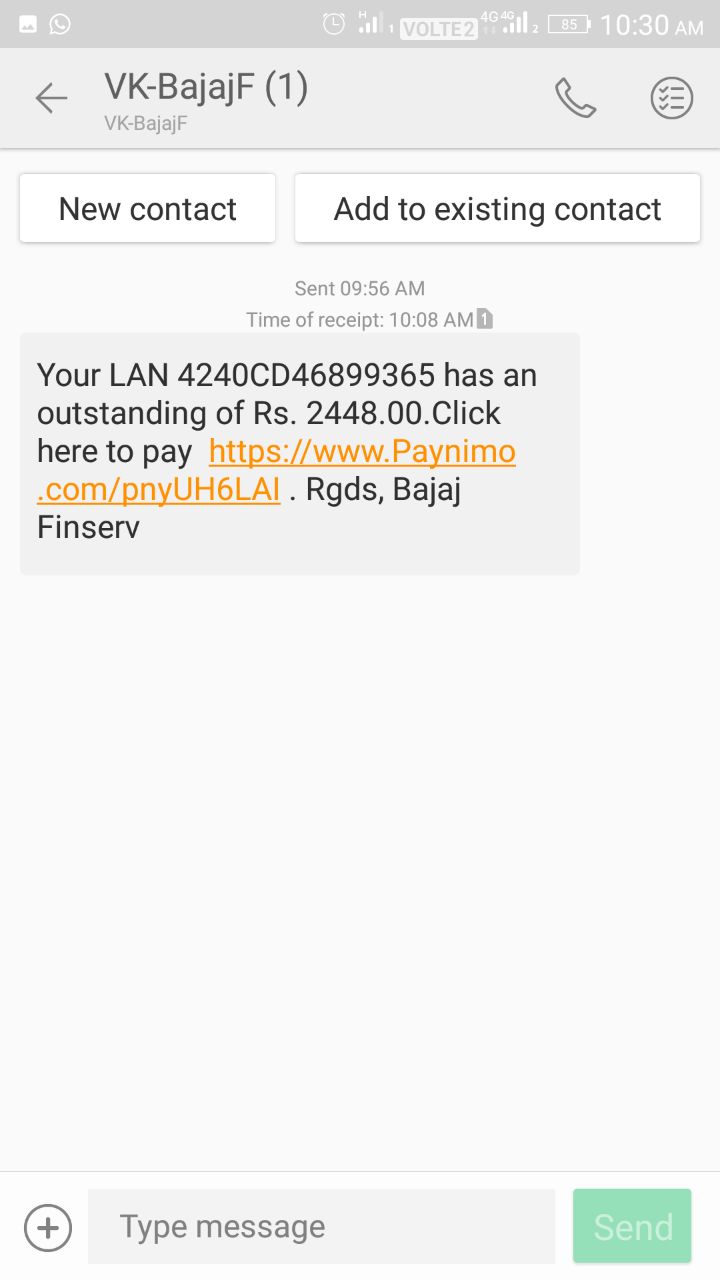 H 1 VOLTE2 4G 4G 2 85 10:30 AM
VK-BajajF (1)
VK-BajajF
New contact Add to existing contact
Sent 09:56 AM
Time of receipt: 10:08 AM 1
Your LAN 4240CD46899365 has an
outstanding of Rs. 2448.00.Click
here to pay https://www.Paynimo
.com/pnyUH6LAI . Rgds, Bajaj
Finserv
Type message Send